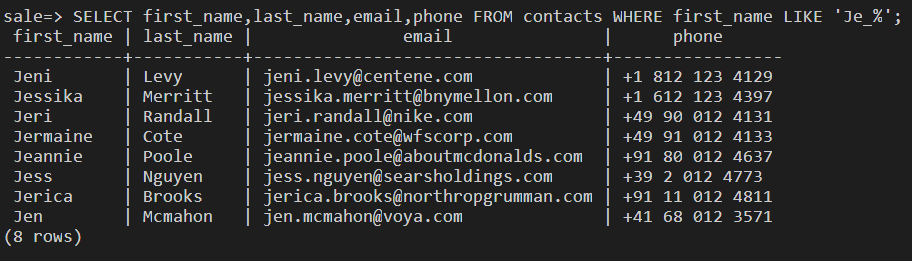 sale=> SELECT first_name,last_name,email,phone FROM contacts WHERE first_name LIKE 'Je_%';
 first_name | last_name |               email               |      phone
------------+-----------+-----------------------------------+-----------------
 Jeni       | Levy      | jeni.levy@centene.com             | +1 812 123 4129
 Jessika    | Merritt   | jessika.merritt@bnymellon.com     | +1 612 123 4397
 Jeri       | Randall   | jeri.randall@nike.com             | +49 90 012 4131
 Jermaine   | Cote      | jermaine.cote@wfscorp.com         | +49 91 012 4133
 Jeannie    | Poole     | jeannie.poole@aboutmcdonalds.com  | +91 80 012 4637
 Jess       | Nguyen    | jess.nguyen@searsholdings.com     | +39 2 012 4773
 Jerica     | Brooks    | jerica.brooks@northropgrumman.com | +91 11 012 4811
 Jen        | Mcmahon   | jen.mcmahon@voya.com              | +41 68 012 3571
(8 rows)